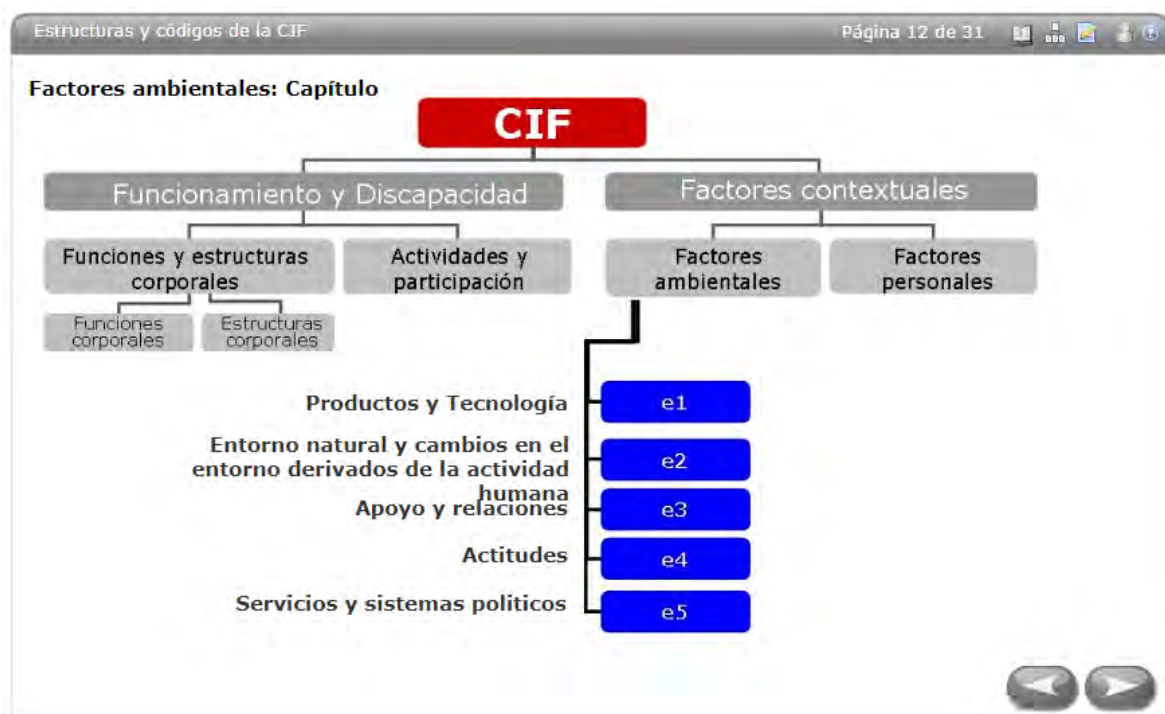 Estructuras y códigos de la CIF
Página 12 de 31
Factores ambientales: Capítulo
CIF
Funcionamiento y Discapacidad
Factores contextuales
Funciones y estructuras
corporales
Actividades y
participación
Factores
ambientales
Factores
personales
Funciones
corporales
Estructuras
corporales
Productos y Tecnología
e1
Entorno natural y cambios en el
entorno derivados de la actividad
humana
e2
Apoyo y relaciones
e3
Actitudes
e4
Servicios y sistemas políticos
e5